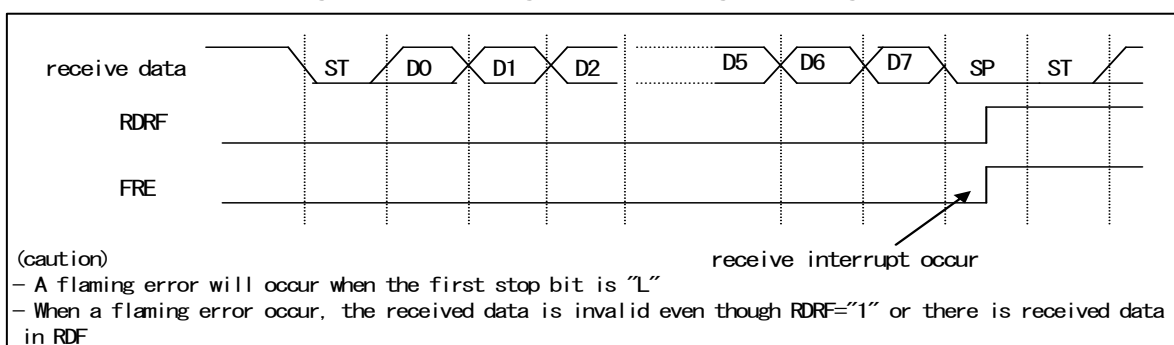 receive data ST D0 D1 D2 D5 D6 D7 SP ST
RDRF
FRE
receive interrupt occur
(caution)
- A flaming error will occur when the first stop bit is "L"
- When a flaming error occur, the received data is invalid even though RDRF="1" or there is received data
in RDF